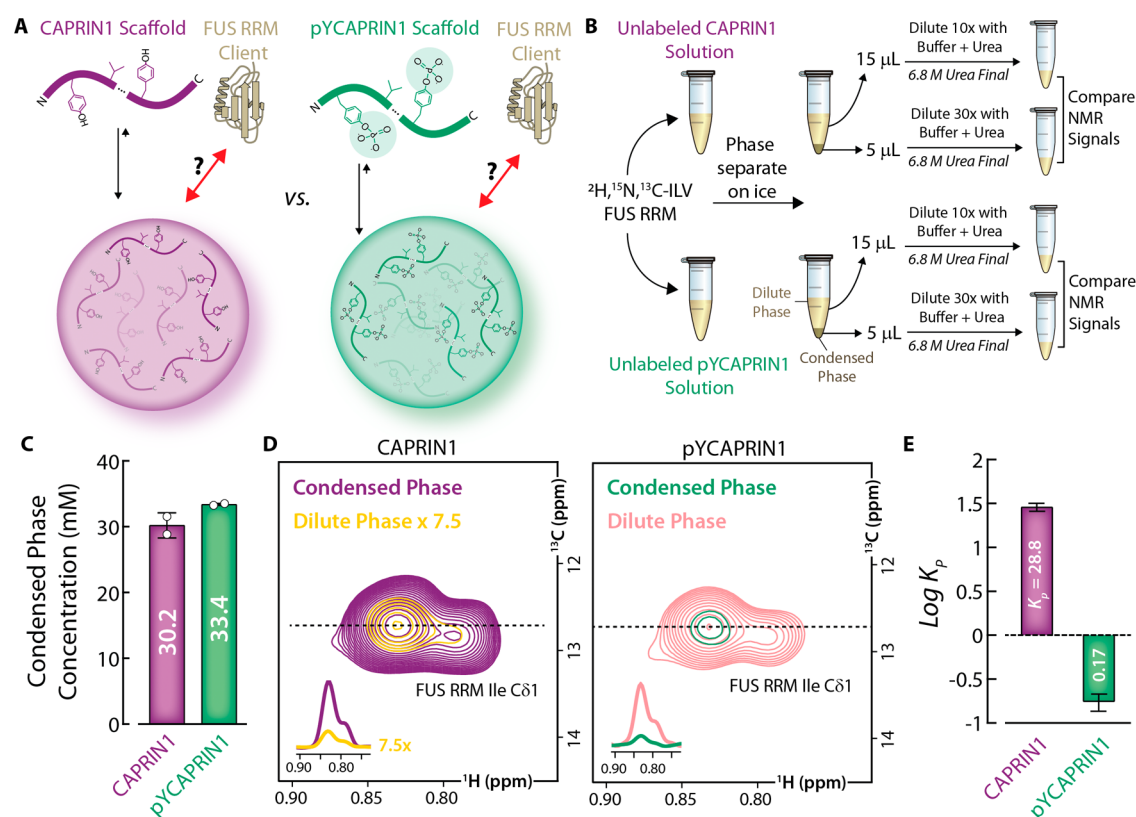 A
CAPRIN1 Scaffold
FUS RRM
Client
OH
N
C
OH
?
vs.
pYCAPRIN1 Scaffold
FUS RRM
Client
N
C
?
B
Unlabeled CAPRIN1
Solution
²H,¹⁵N,¹³C-ILV
FUS RRM
Phase
separate
on ice
Unlabeled pYCAPRIN1
Solution
15 µL
Dilute 10x with
Buffer + Urea
6.8 M Urea Final
5 µL
Dilute 30x with
Buffer + Urea
6.8 M Urea Final
Compare
NMR
Signals
15 µL
Dilute 10x with
Buffer + Urea
6.8 M Urea Final
Dilute
Phase
5 µL
Dilute 30x with
Buffer + Urea
6.8 M Urea Final
Condensed
Phase
Compare
NMR
Signals
C
Condensed Phase
Concentration (mM)
40
30
20
10
0
30.2
33.4
CAPRIN1
pYCAPRIN1
D
CAPRIN1
Condensed Phase
Dilute Phase x 7.5
¹³C (ppm)
12
13
14
FUS RRM Ile Cδ1
7.5x
0.90 0.80
¹H (ppm)
0.90 0.85 0.80
pYCAPRIN1
Condensed Phase
Dilute Phase
¹³C (ppm)
12
13
14
FUS RRM Ile Cδ1
0.90 0.80
¹H (ppm)
0.90 0.85 0.80
E
Log Kp
2
1.5
1
0.5
0
-0.5
-1
Kp = 28.8
0.17
CAPRIN1
pYCAPRIN1